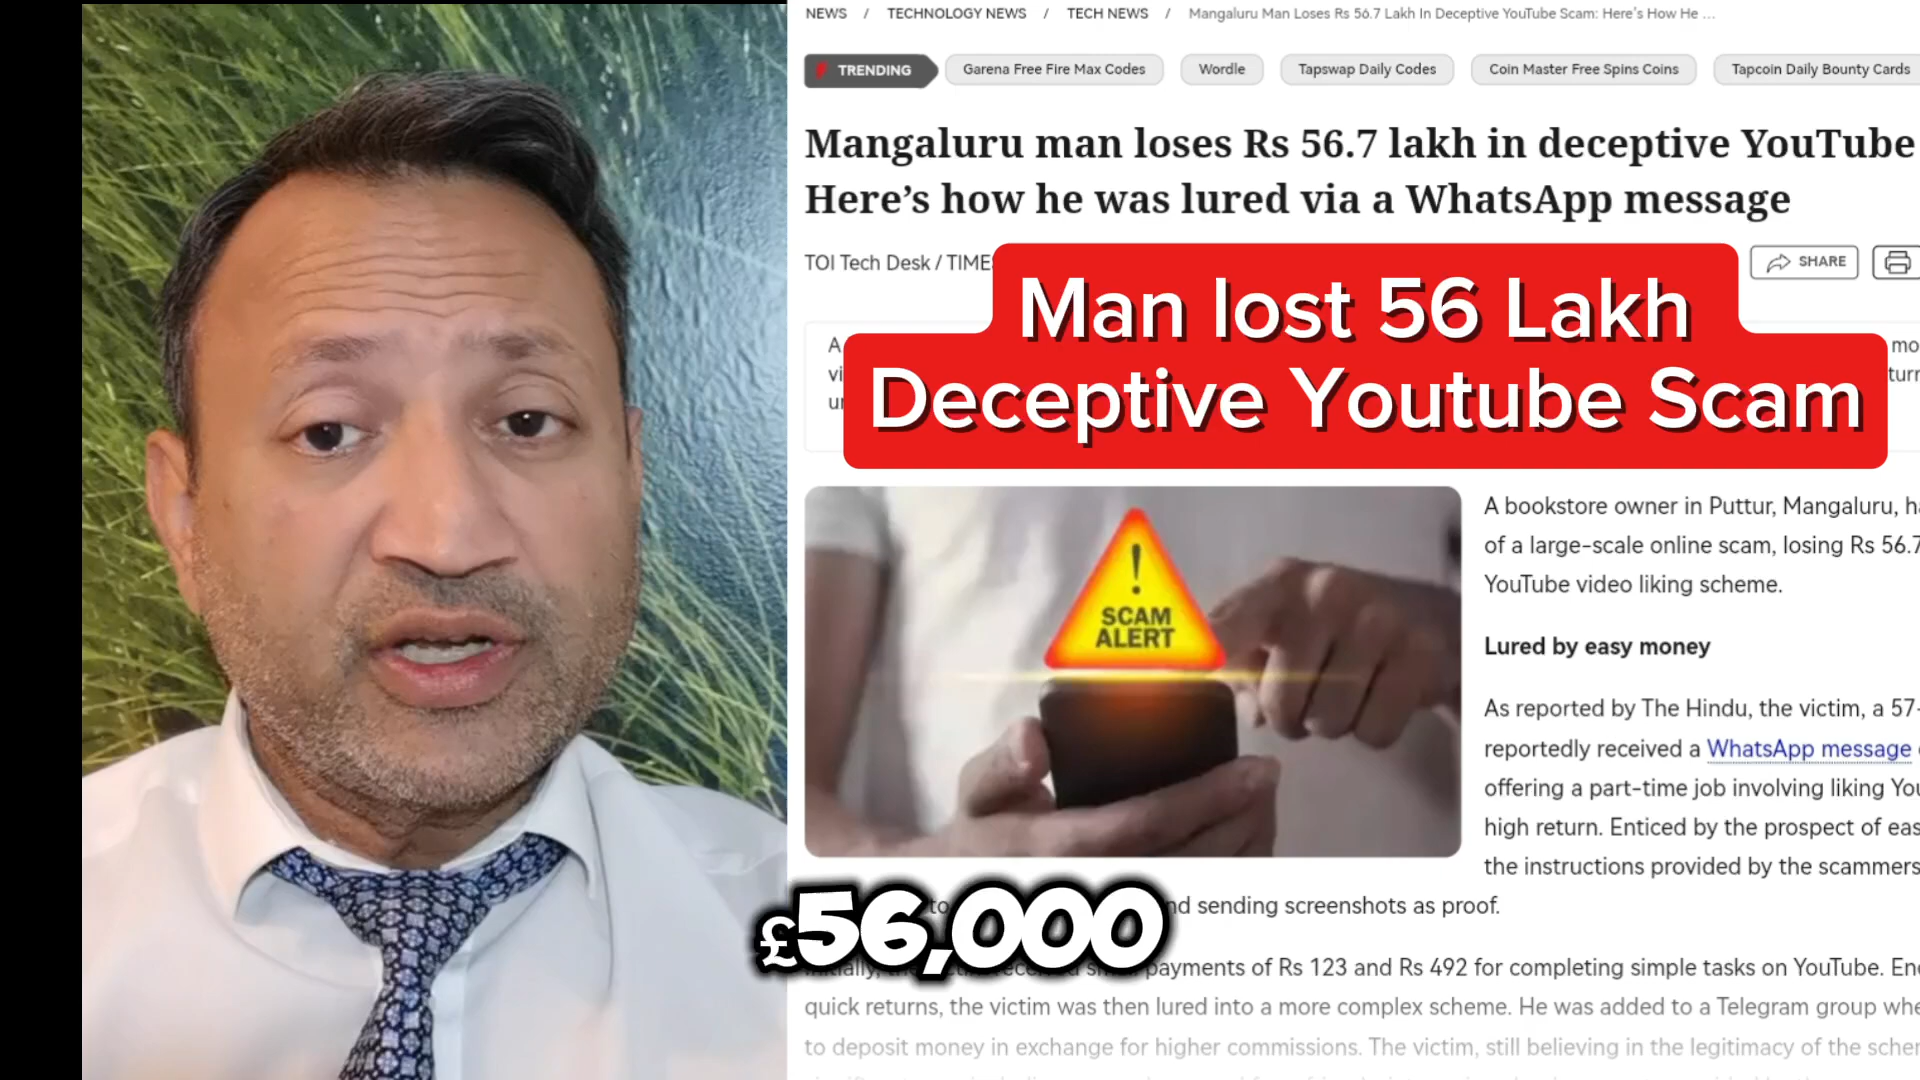 NEWS / TECHNOLOGY NEWS / TECH NEWS / Mangaluru Man Loses Rs 56.7 Lakh In Deceptive YouTube Scam: Here's How He ...
TRENDING Garena Free Fire Max Codes Wordle Tapswap Daily Codes Coin Master Free Spins Coins Tapcoin Daily Bounty Cards
Mangaluru man loses Rs 56.7 lakh in deceptive YouTube
Here's how he was lured via a WhatsApp message
TOI Tech Desk / TIME
SHARE
Man lost 56 Lakh
Deceptive Youtube Scam
SCAM
ALERT
A bookstore owner in Puttur, Mangaluru,
of a large-scale online scam, losing Rs 56.7
YouTube video liking scheme.
Lured by easy money
As reported by The Hindu, the victim, a 57-
reportedly received a WhatsApp message
offering a part-time job involving liking
high return. Enticed by the prospect of
the instructions provided by the scammers
to sending screenshots as proof.
£56,000
payments of Rs 123 and Rs 492 for completing simple tasks on YouTube.
quick returns, the victim was then lured into a more complex scheme. He was added to a Telegram group
to deposit money in exchange for higher commissions. The victim, still believing in the legitimacy of the